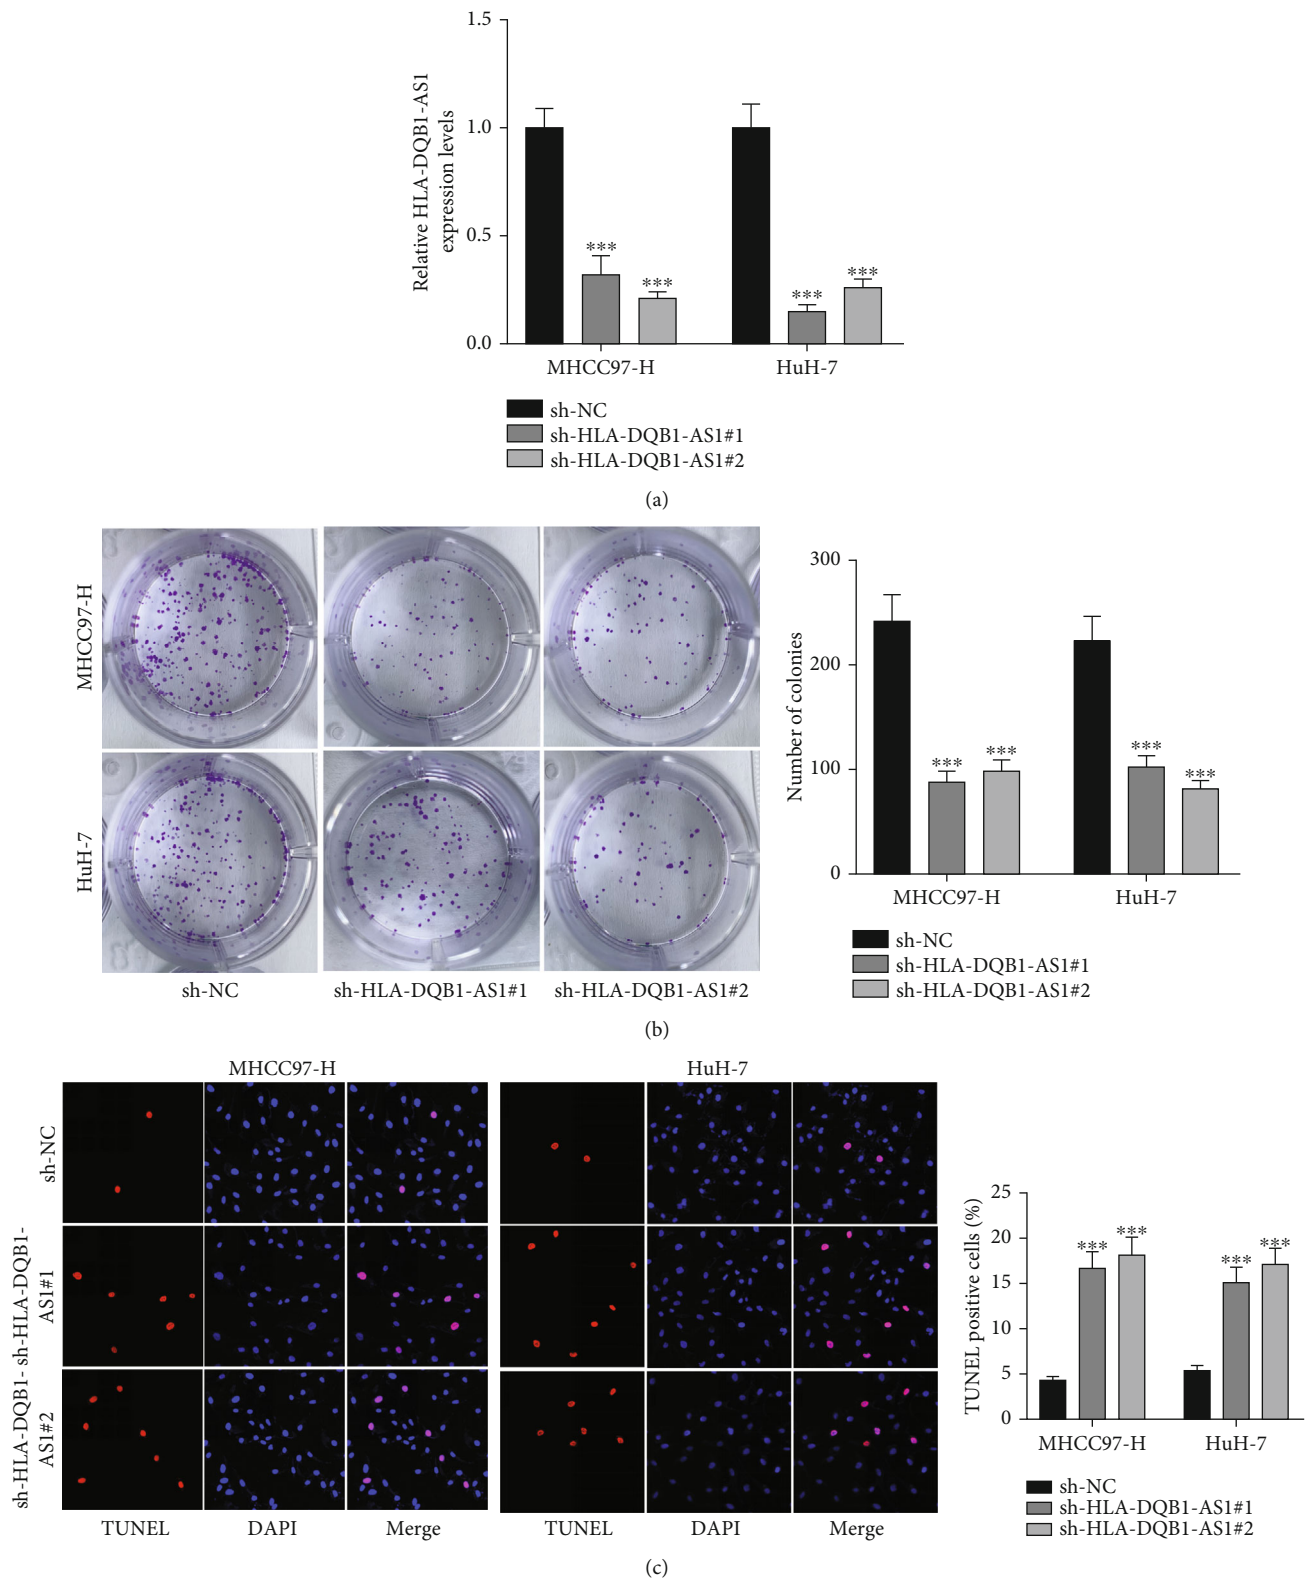 1.5
1.0
0.5
0.0
Relative HLA-DQB1-AS1
expression levels
***
***
***
***
MHCC97-H
HuH-7
sh-NC
sh-HLA-DQB1-AS1#1
sh-HLA-DQB1-AS1#2
(a)
MHCC97-H
HuH-7
sh-NC
sh-HLA-DQB1-AS1#1
sh-HLA-DQB1-AS1#2
300
200
100
0
Number of colonies
***
***
***
***
MHCC97-H
HuH-7
sh-NC
sh-HLA-DQB1-AS1#1
sh-HLA-DQB1-AS1#2
(b)
MHCC97-H
HuH-7
sh-NC
sh-HLA-DQB1-
AS1#1
sh-HLA-DQB1-
AS1#2
TUNEL
DAPI
Merge
TUNEL
DAPI
Merge
25
20
15
10
5
0
TUNEL positive cells (%)
***
***
***
***
MHCC97-H
HuH-7
sh-NC
sh-HLA-DQB1-AS1#1
sh-HLA-DQB1-AS1#2
(c)